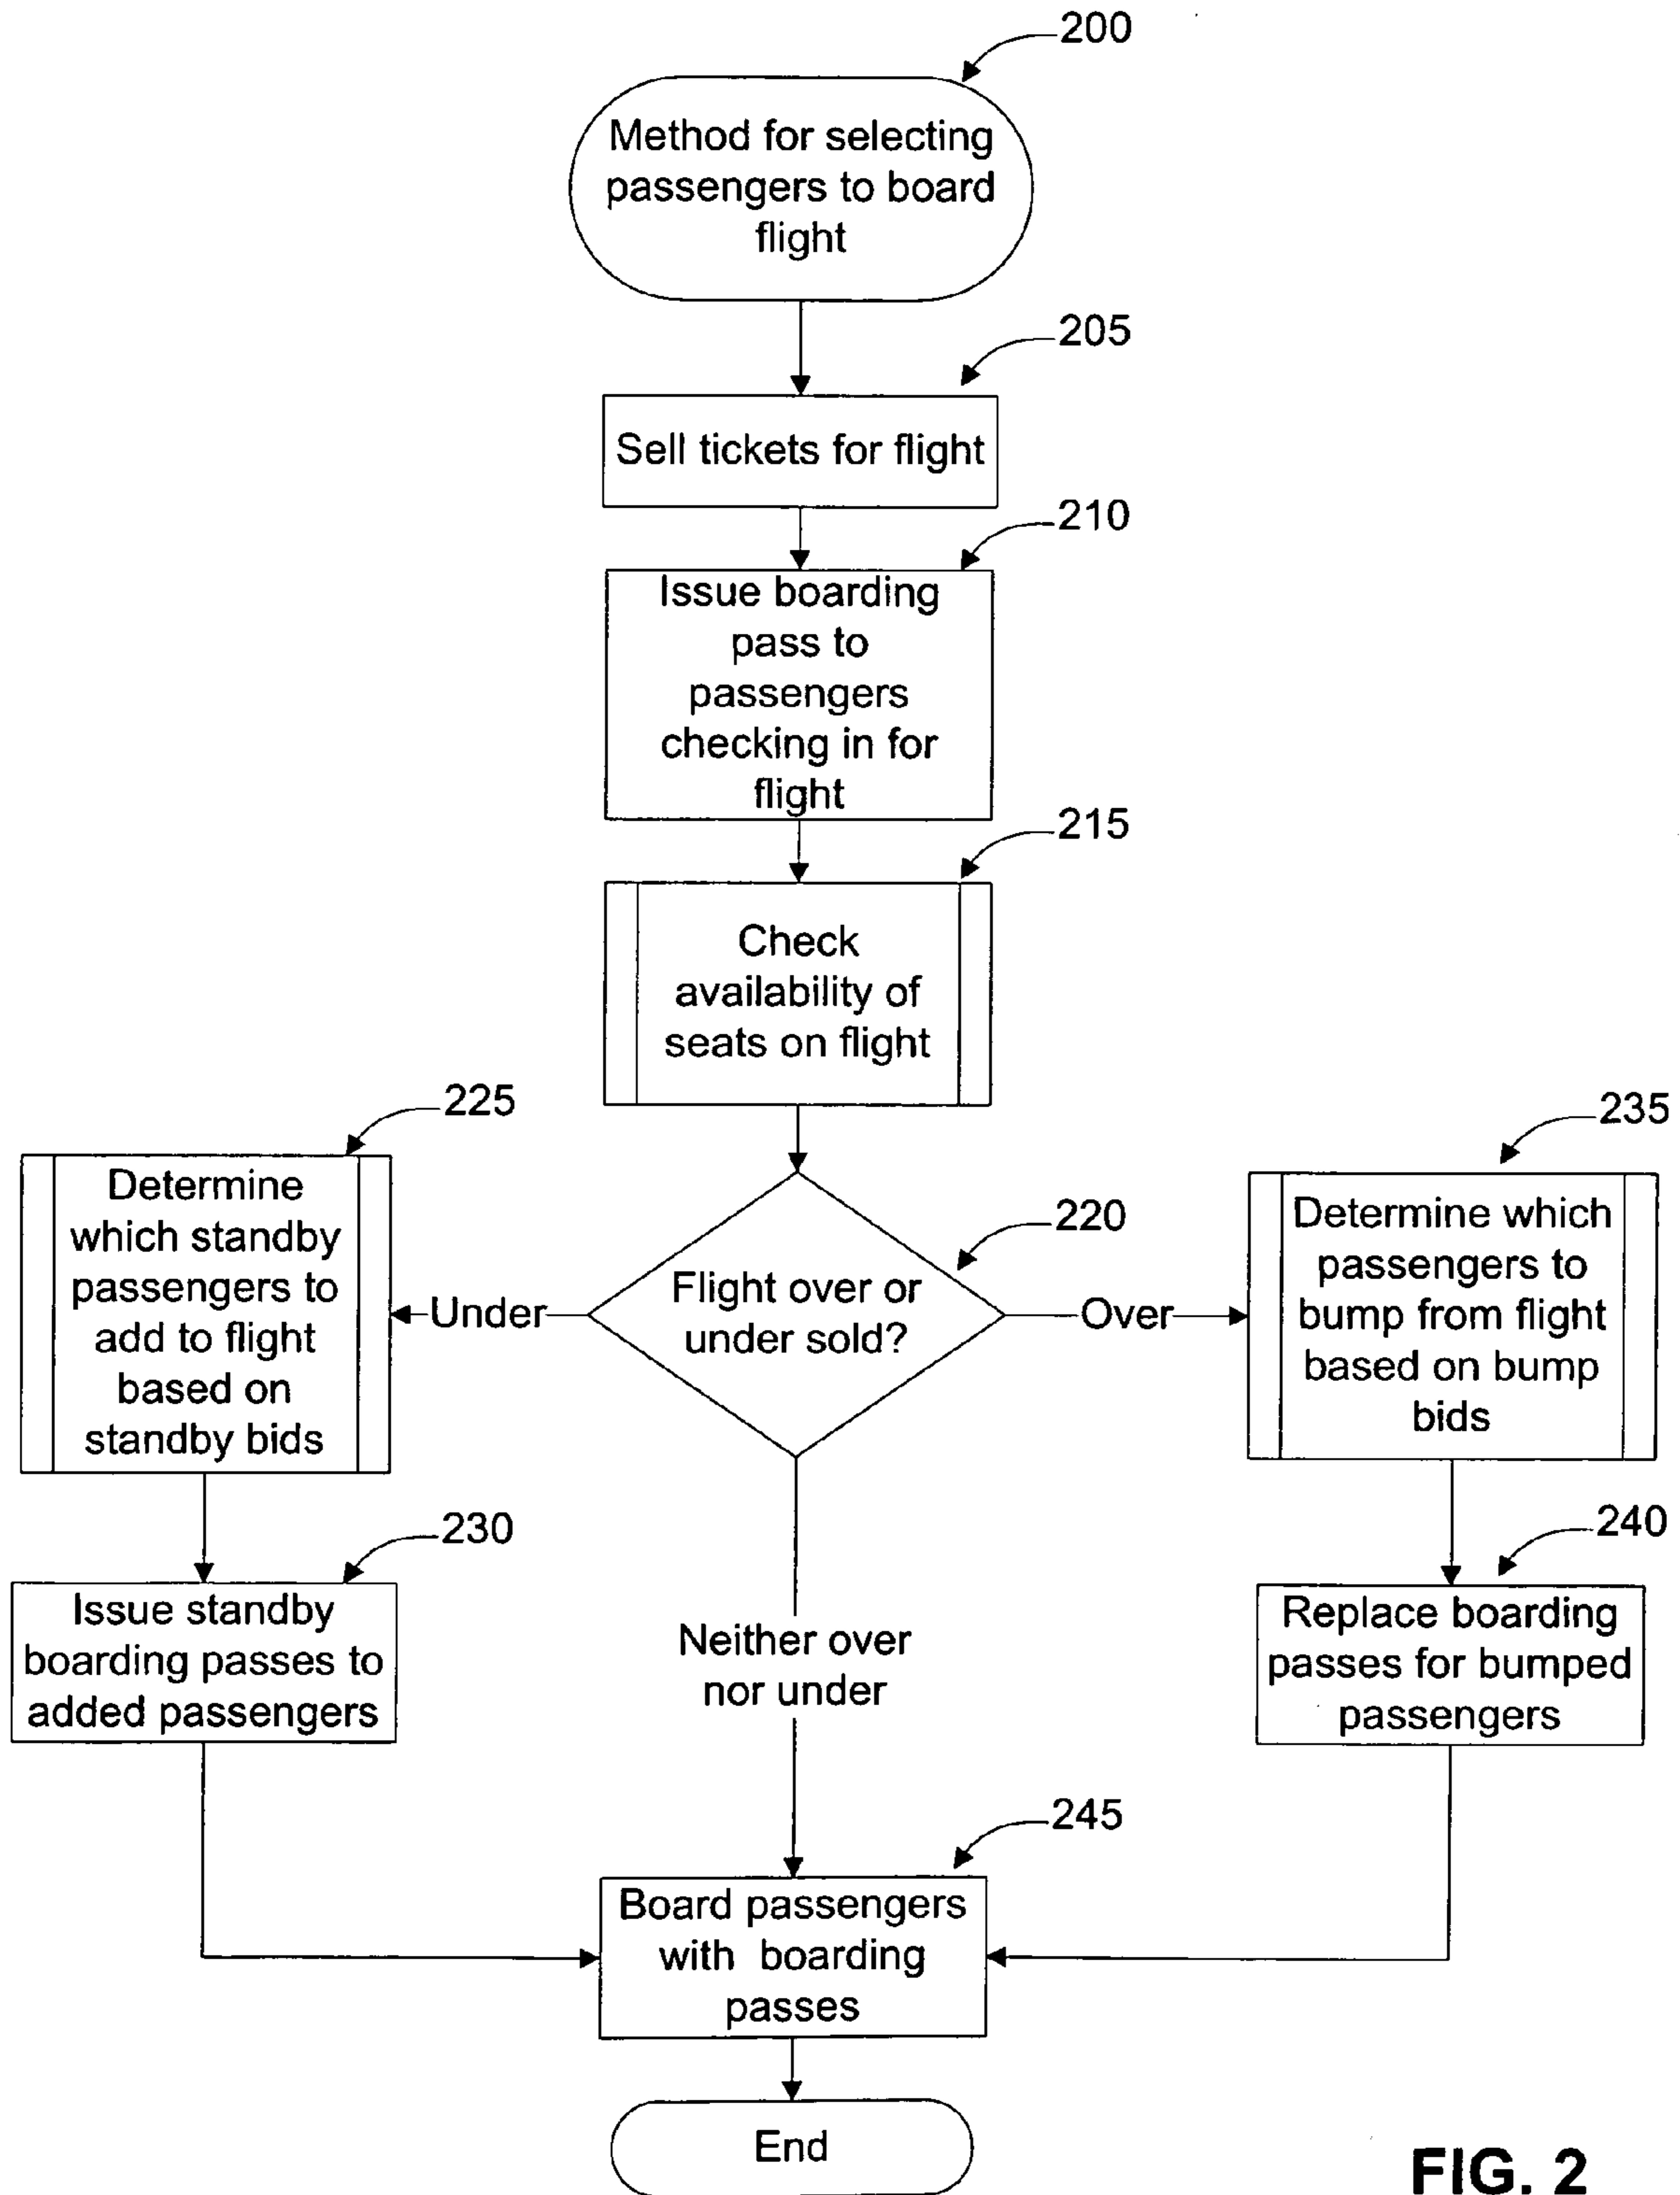 200
Method for selecting
passengers to board
flight
205
Sell tickets for flight
210
Issue boarding
pass to
passengers
checking in for
flight
215
Check
availability of
seats on flight
225
Determine
which standby
passengers to
add to flight
based on
standby bids
Under
220
Flight over or
under sold?
Over
235
Determine which
passengers to
bump from flight
based on bump
bids
230
Issue standby
boarding passes to
added passengers
Neither over
nor under
240
Replace boarding
passes for bumped
passengers
245
Board passengers
with boarding
passes
End
FIG. 2